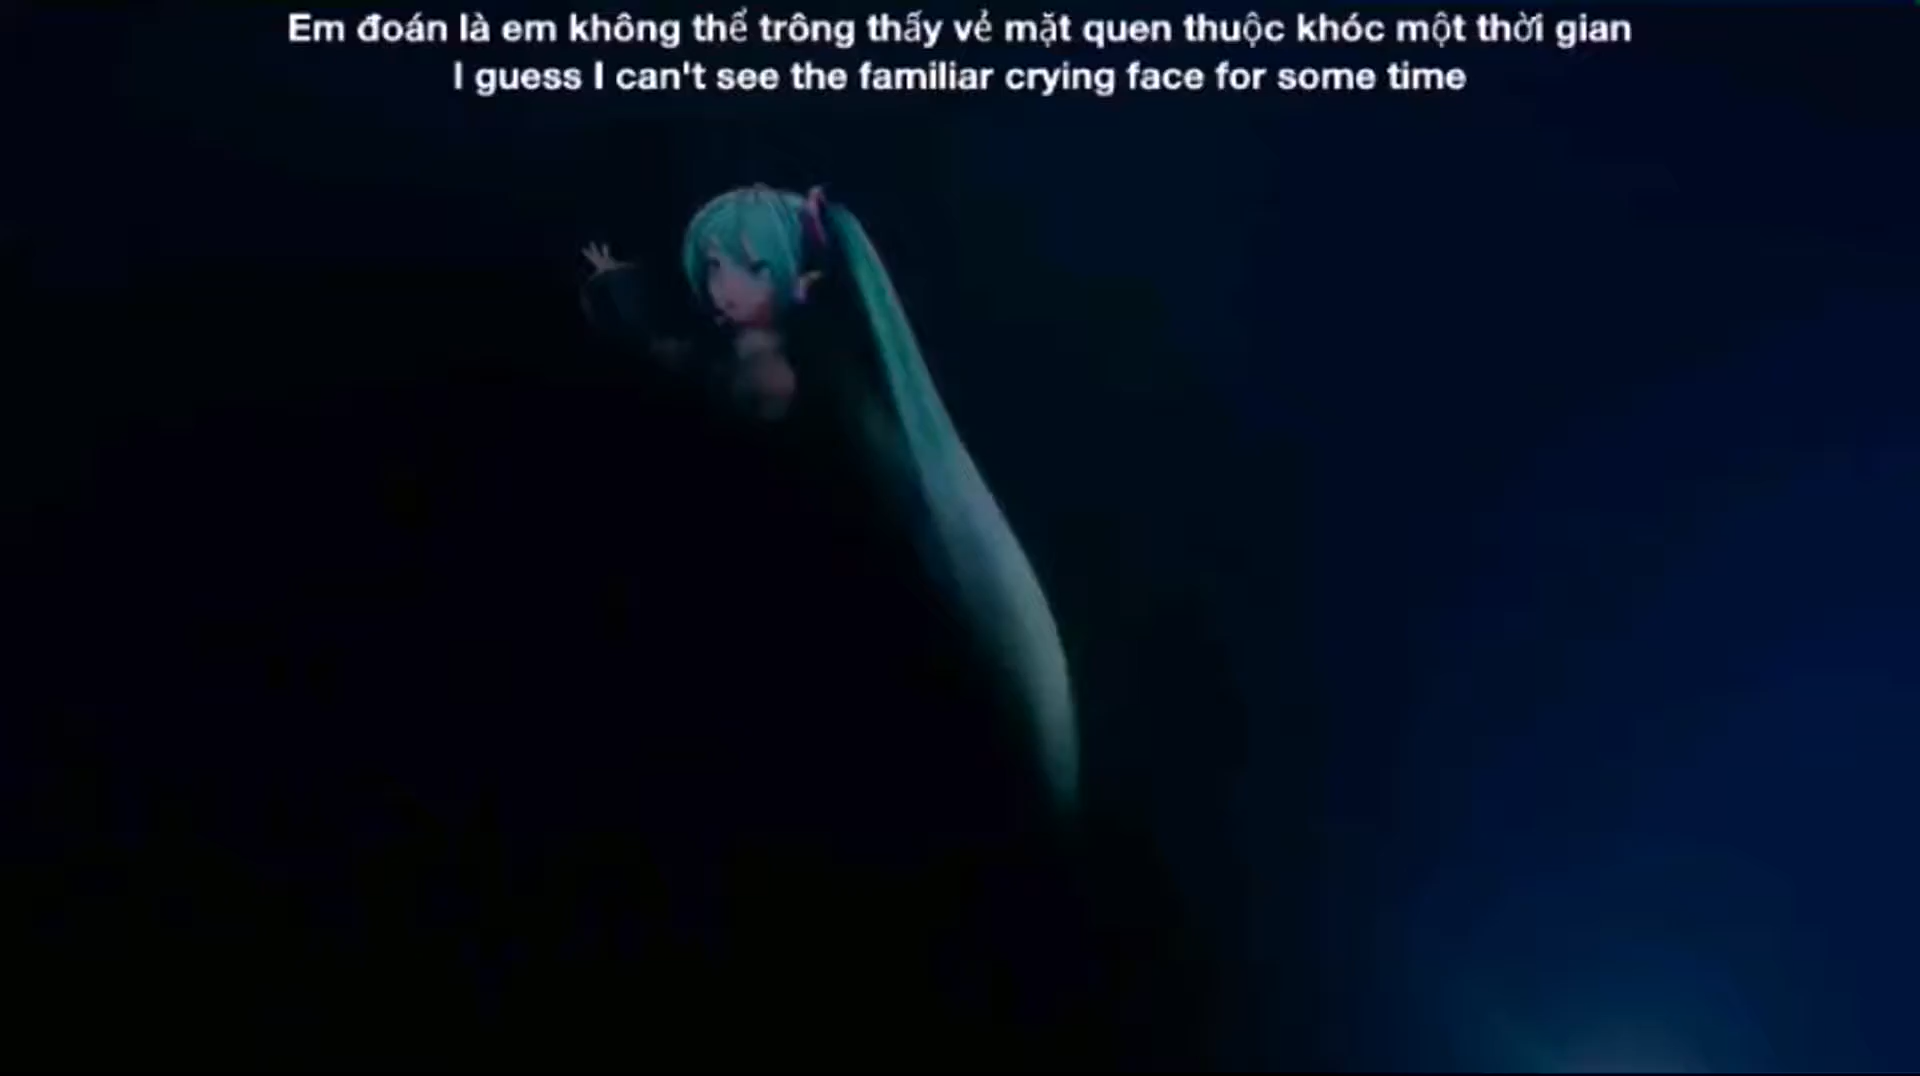 Em đoán là em không thể trông thấy vẻ mặt quen thuộc khóc một thời gian
I guess I can't see the familiar crying face for some time